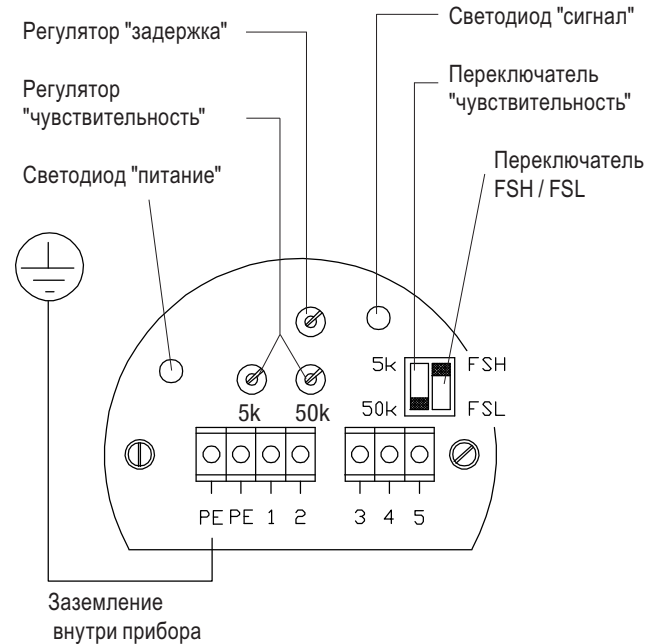 Регулятор "задержка"
Регулятор
"чувствительность"
Светодиод "питание"
Светодиод "сигнал"
Переключатель
"чувствительность"
Переключатель
FSH / FSL
5k FSH
50k FSL
5k 50k
PE PE 1 2 3 4 5
Заземление
внутри прибора